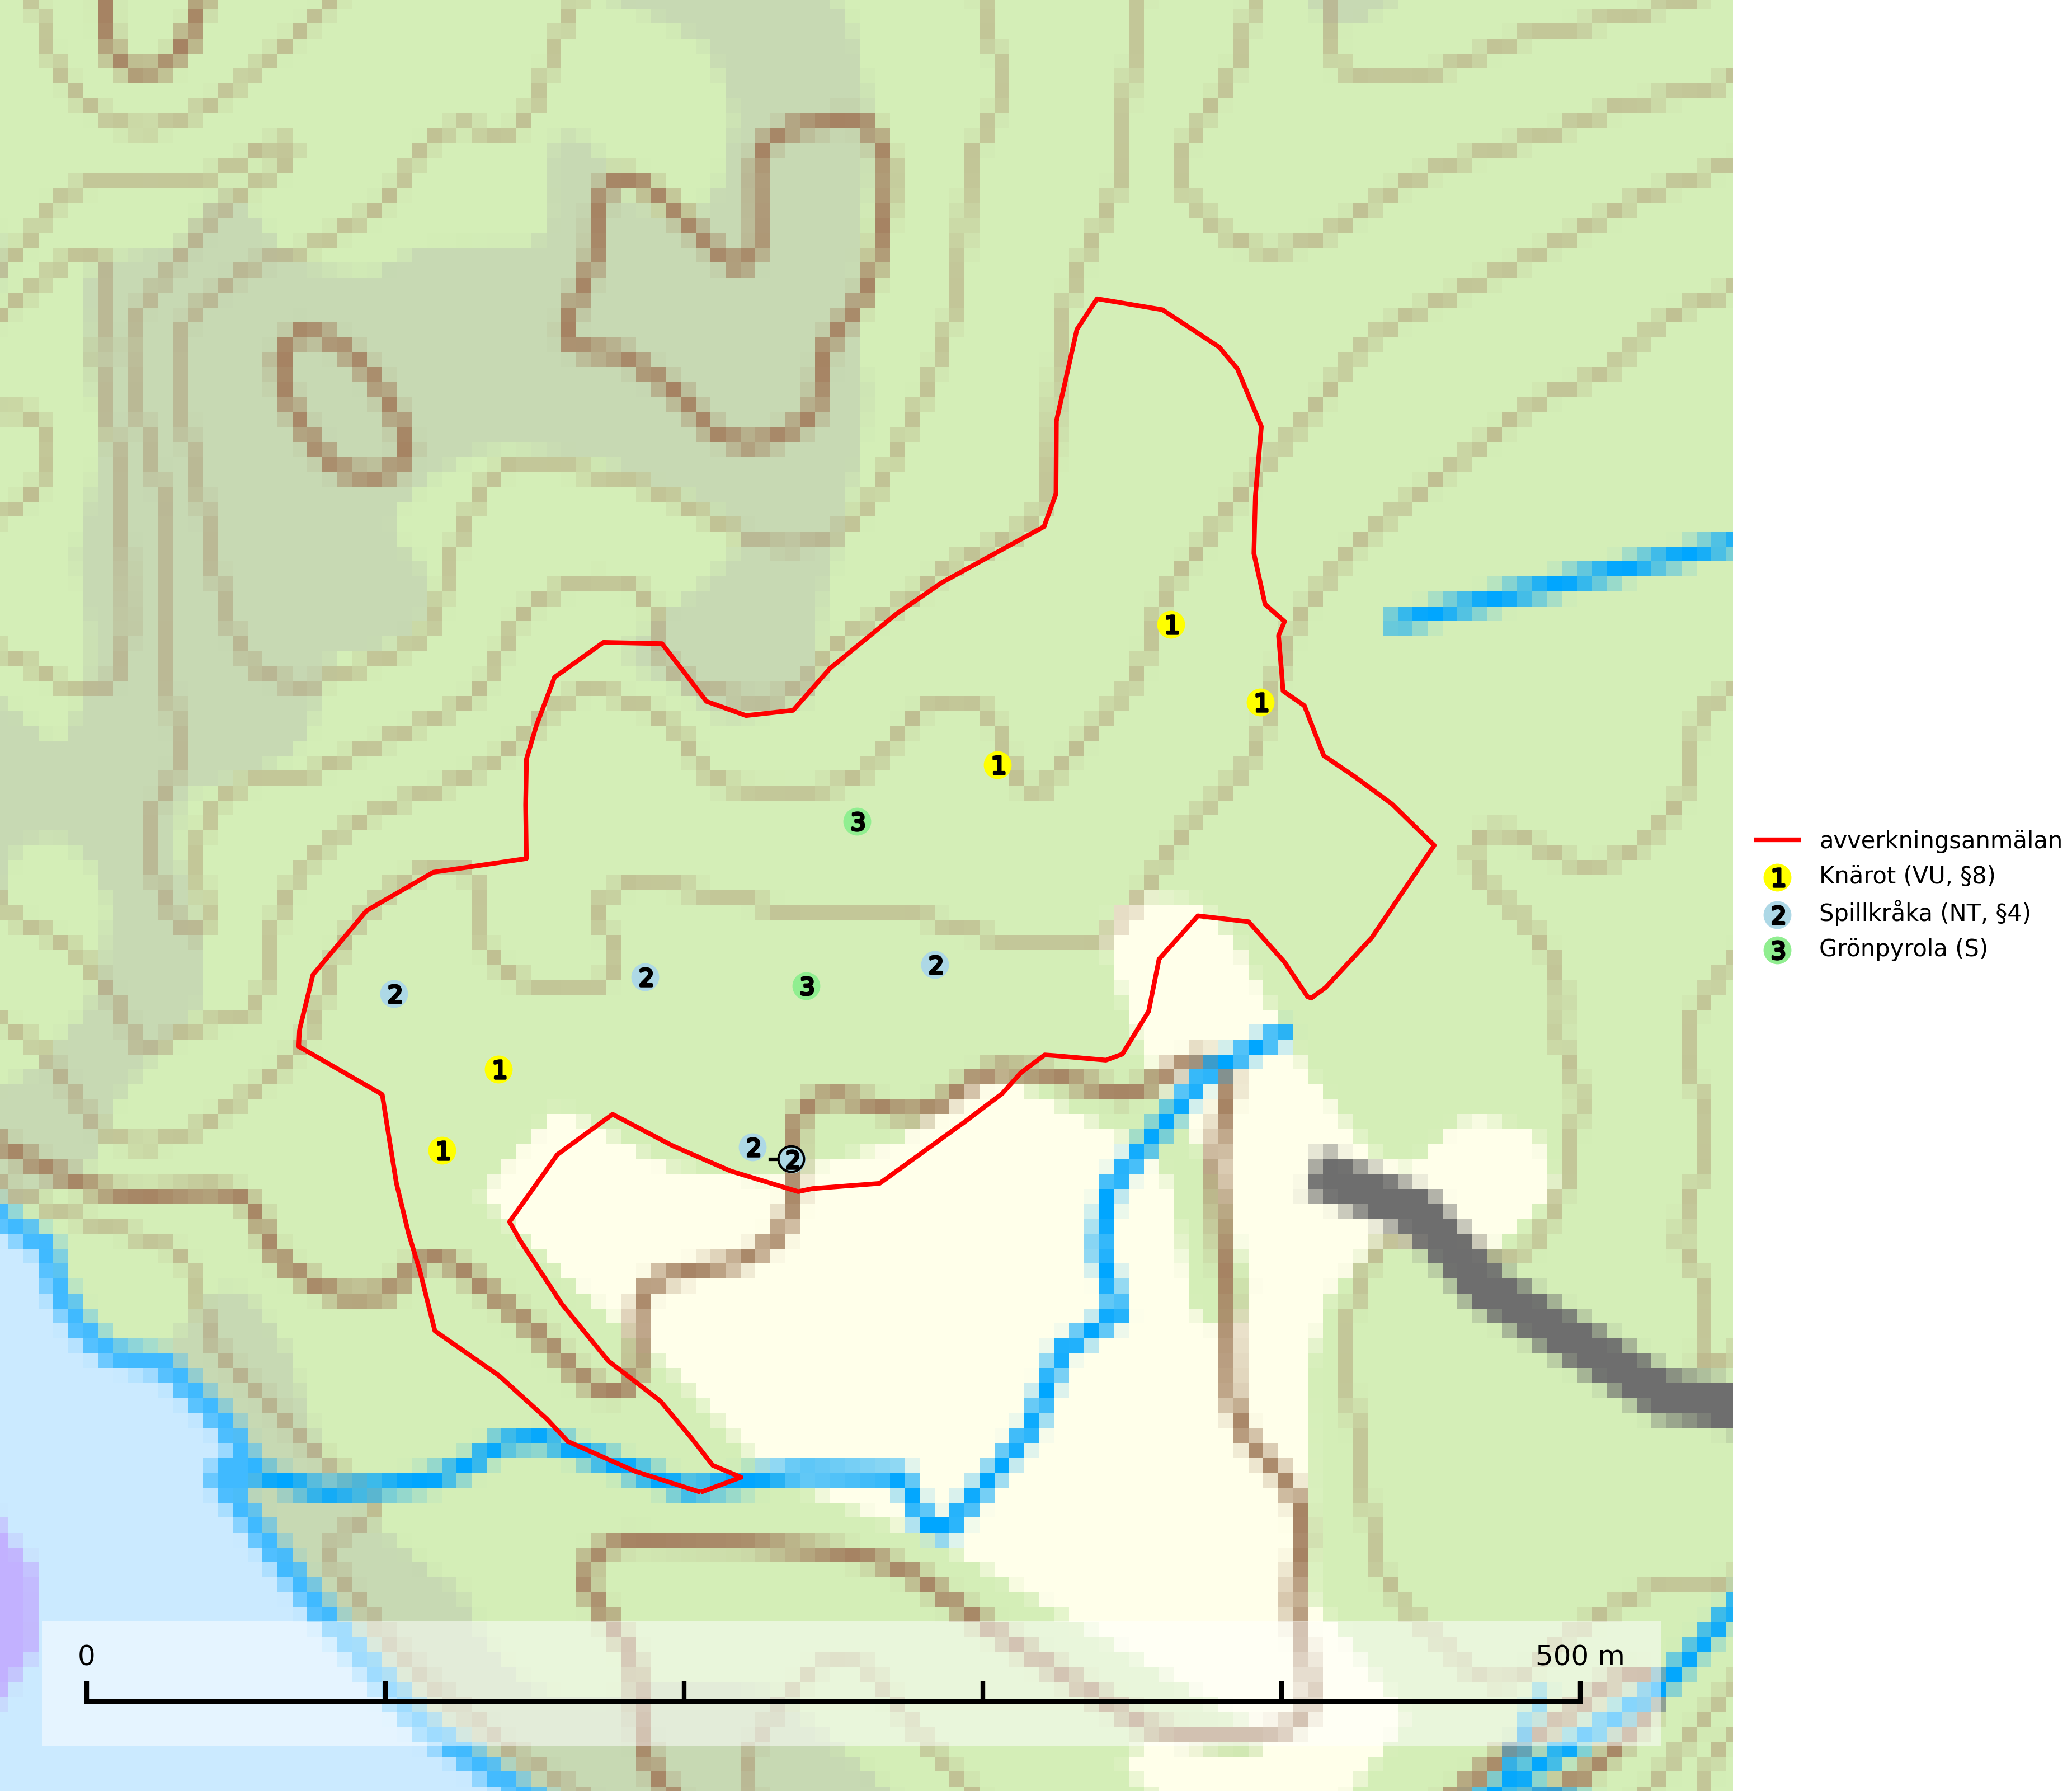 1
1
1
3
2
2
3
2
1
1
2
2
avverkningsanmälan
1 Knärot (VU, §8)
2 Spillkråka (NT, §4)
3 Grönpyrola (S)
0 500 m